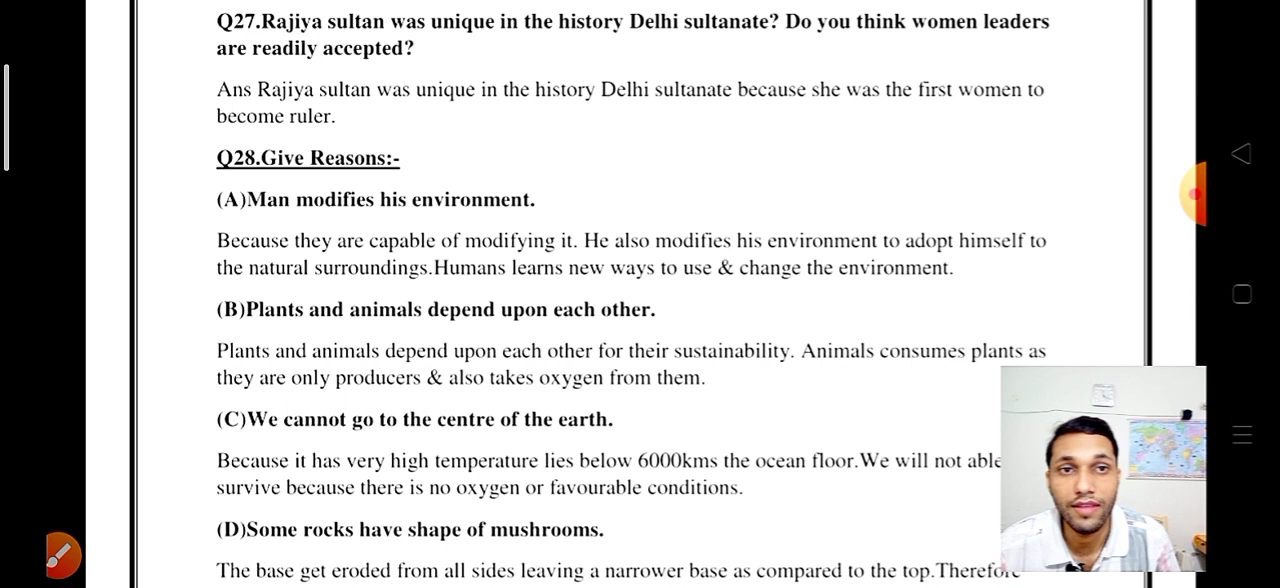 Q27.Rajiya sultan was unique in the history Delhi sultanate? Do you think women leaders
are readily accepted?
Ans Rajiya sultan was unique in the history Delhi sultanate because she was the first women to
become ruler.
Q28.Give Reasons:-
(A)Man modifies his environment.
Because they are capable of modifying it. He also modifies his environment to adopt himself to
the natural surroundings.Humans learns new ways to use & change the environment.
(B)Plants and animals depend upon each other.
Plants and animals depend upon each other for their sustainability. Animals consumes plants as
they are only producers & also takes oxygen from them.
(C)We cannot go to the centre of the earth.
Because it has very high temperature lies below 6000kms the ocean floor.We will not able
survive because there is no oxygen or favourable conditions.
(D)Some rocks have shape of mushrooms.
The base get eroded from all sides leaving a narrower base as compared to the top.Therefore